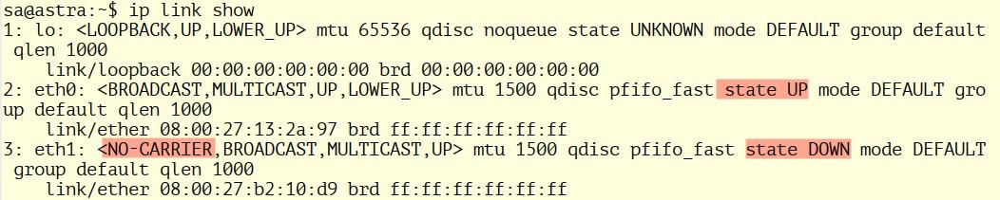 sa@astra:~$ ip link show
1: lo: <LOOPBACK,UP,LOWER_UP> mtu 65536 qdisc noqueue state UNKNOWN mode DEFAULT group default
 qlen 1000
    link/loopback 00:00:00:00:00:00 brd 00:00:00:00:00:00
2: eth0: <BROADCAST,MULTICAST,UP,LOWER_UP> mtu 1500 qdisc pfifo_fast state UP mode DEFAULT gro
up default qlen 1000
    link/ether 08:00:27:13:2a:97 brd ff:ff:ff:ff:ff:ff
3: eth1: <NO-CARRIER,BROADCAST,MULTICAST,UP> mtu 1500 qdisc pfifo_fast state DOWN mode DEFAULT
 group default qlen 1000
    link/ether 08:00:27:b2:10:d9 brd ff:ff:ff:ff:ff:ff